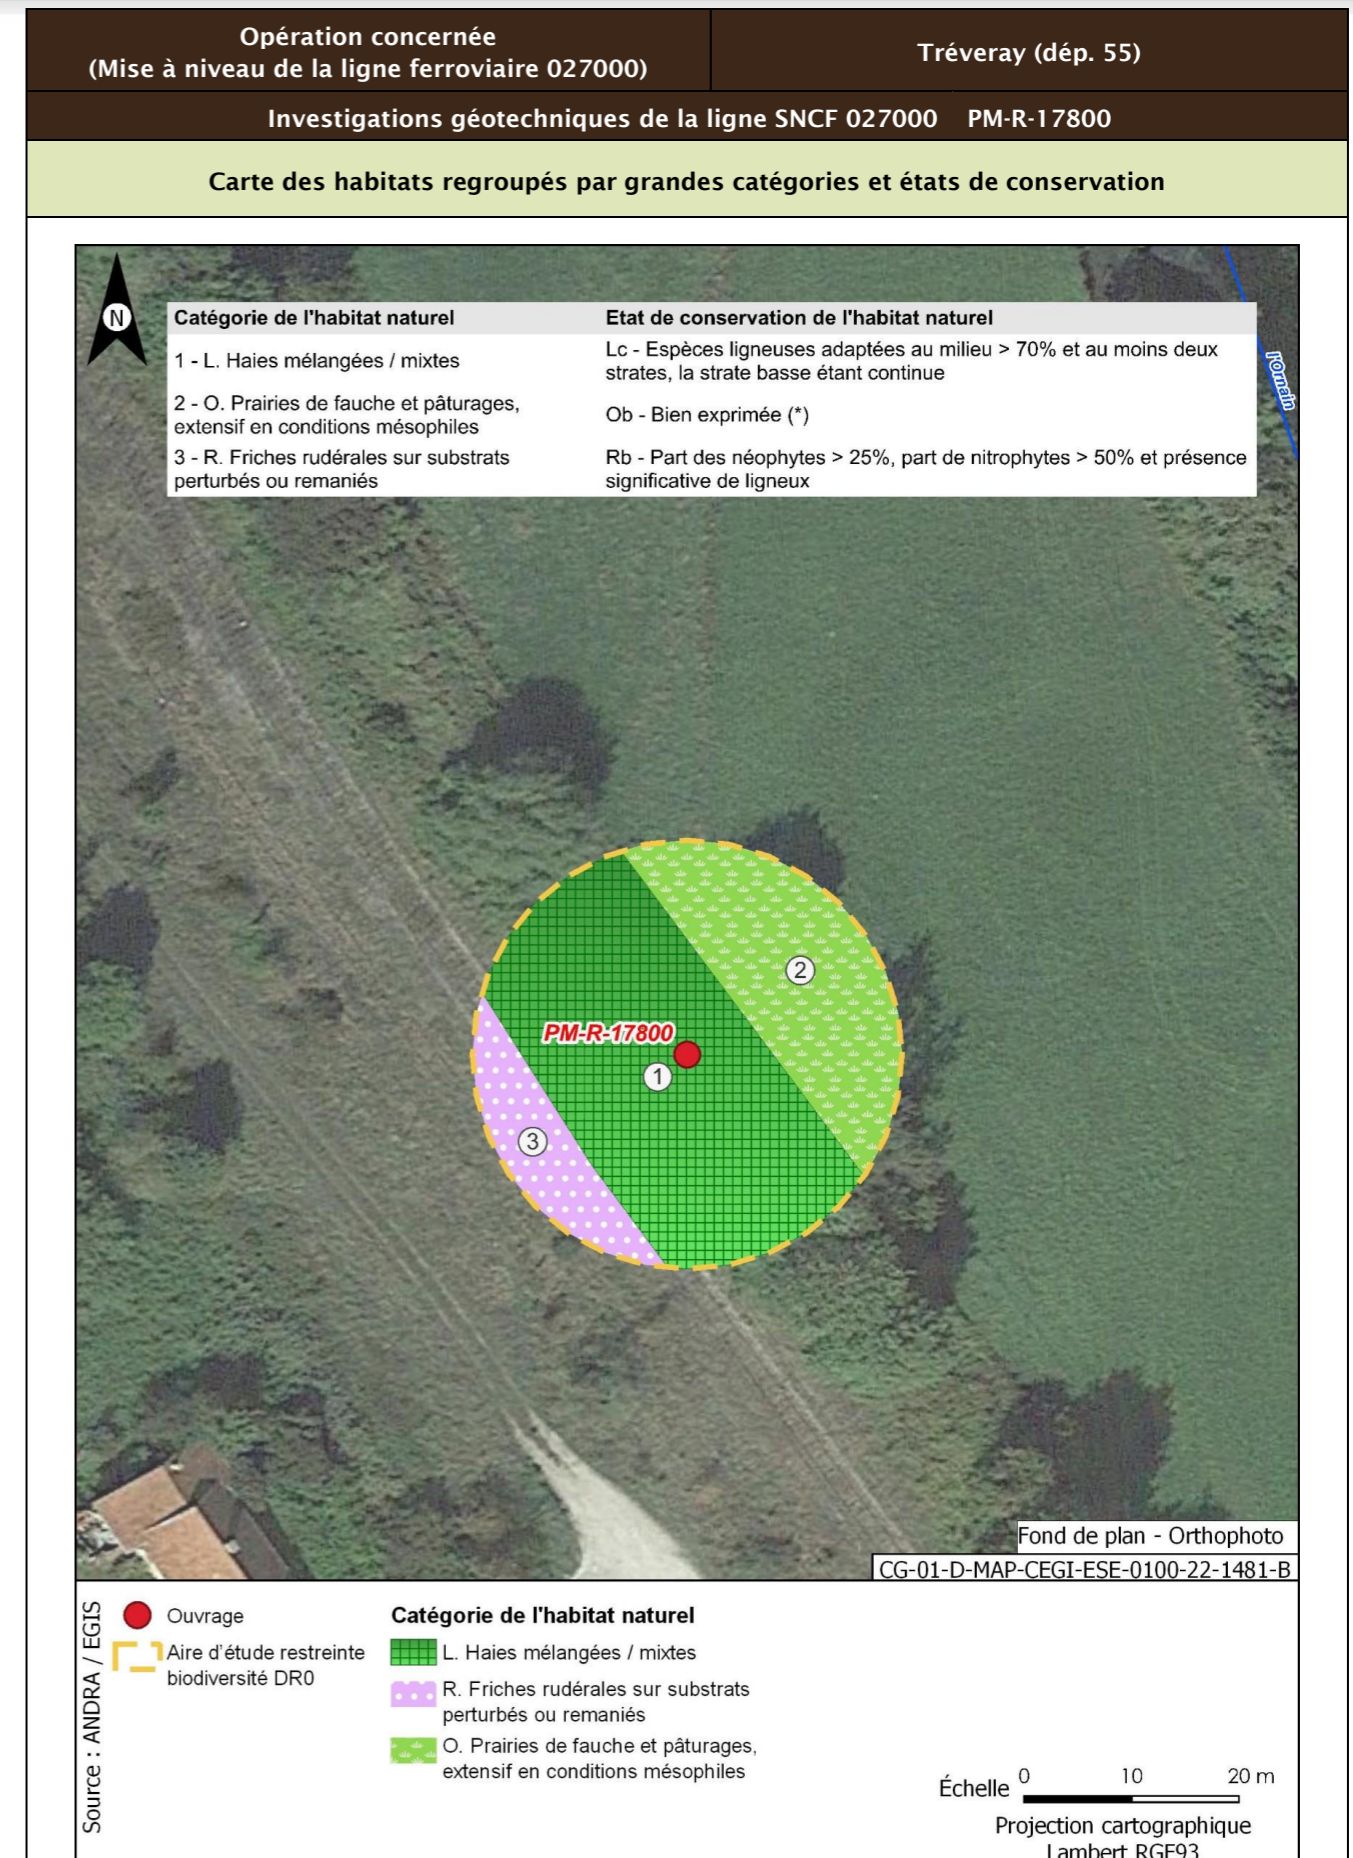 Opération concernée
(Mise à niveau de la ligne ferroviaire 027000)
Tréveray (dép. 55)
Investigations géotechniques de la ligne SNCF 027000 PM-R-17800
Carte des habitats regroupés par grandes catégories et états de conservation
N
Catégorie de l'habitat naturel
Etat de conservation de l'habitat naturel
1 - L. Haies mélangées / mixtes
Lc - Espèces ligneuses adaptées au milieu > 70% et au moins deux
strates, la strate basse étant continue
2 - O. Prairies de fauche et pâturages,
extensif en conditions mésophiles
Ob - Bien exprimée (*)
3 - R. Friches rudérales sur substrats
perturbés ou remaniés
Rb - Part des néophytes > 25%, part de nitrophytes > 50% et présence
significative de ligneux
l'Ornain
2
PM-R-17800
1
3
Fond de plan - Orthophoto
CG-01-D-MAP-CEGI-ESE-0100-22-1481-B
Source : ANDRA / EGIS
Ouvrage
Aire d'étude restreinte
biodiversité DR0
Catégorie de l'habitat naturel
L. Haies mélangées / mixtes
R. Friches rudérales sur substrats
perturbés ou remaniés
O. Prairies de fauche et pâturages,
extensif en conditions mésophiles
Échelle 0 10 20 m
Projection cartographique
Lambert RGF93